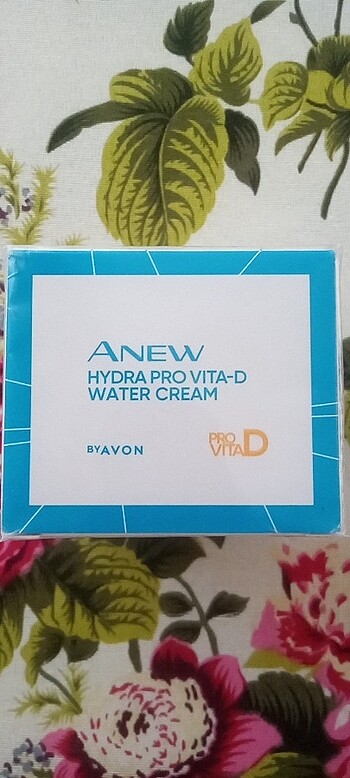 ANEW
HYDRA PRO VITA-D
WATER CREAM
BY AVON
PRO
VITA D